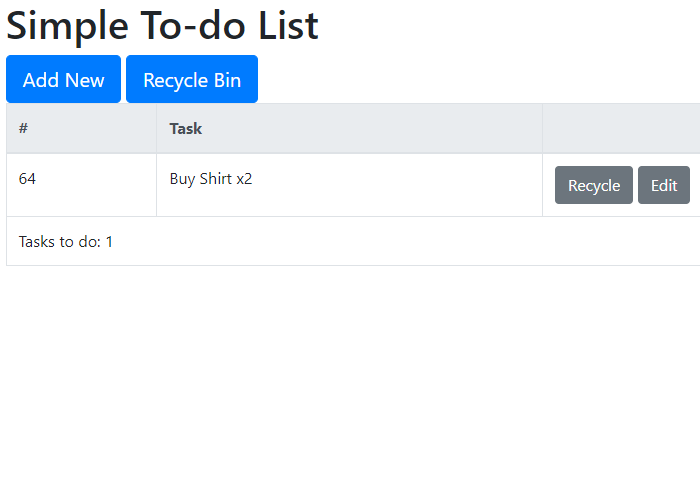 Simple To-do List
Add New Recycle Bin
# Task
64 Buy Shirt x2 Recycle Edit
Tasks to do: 1